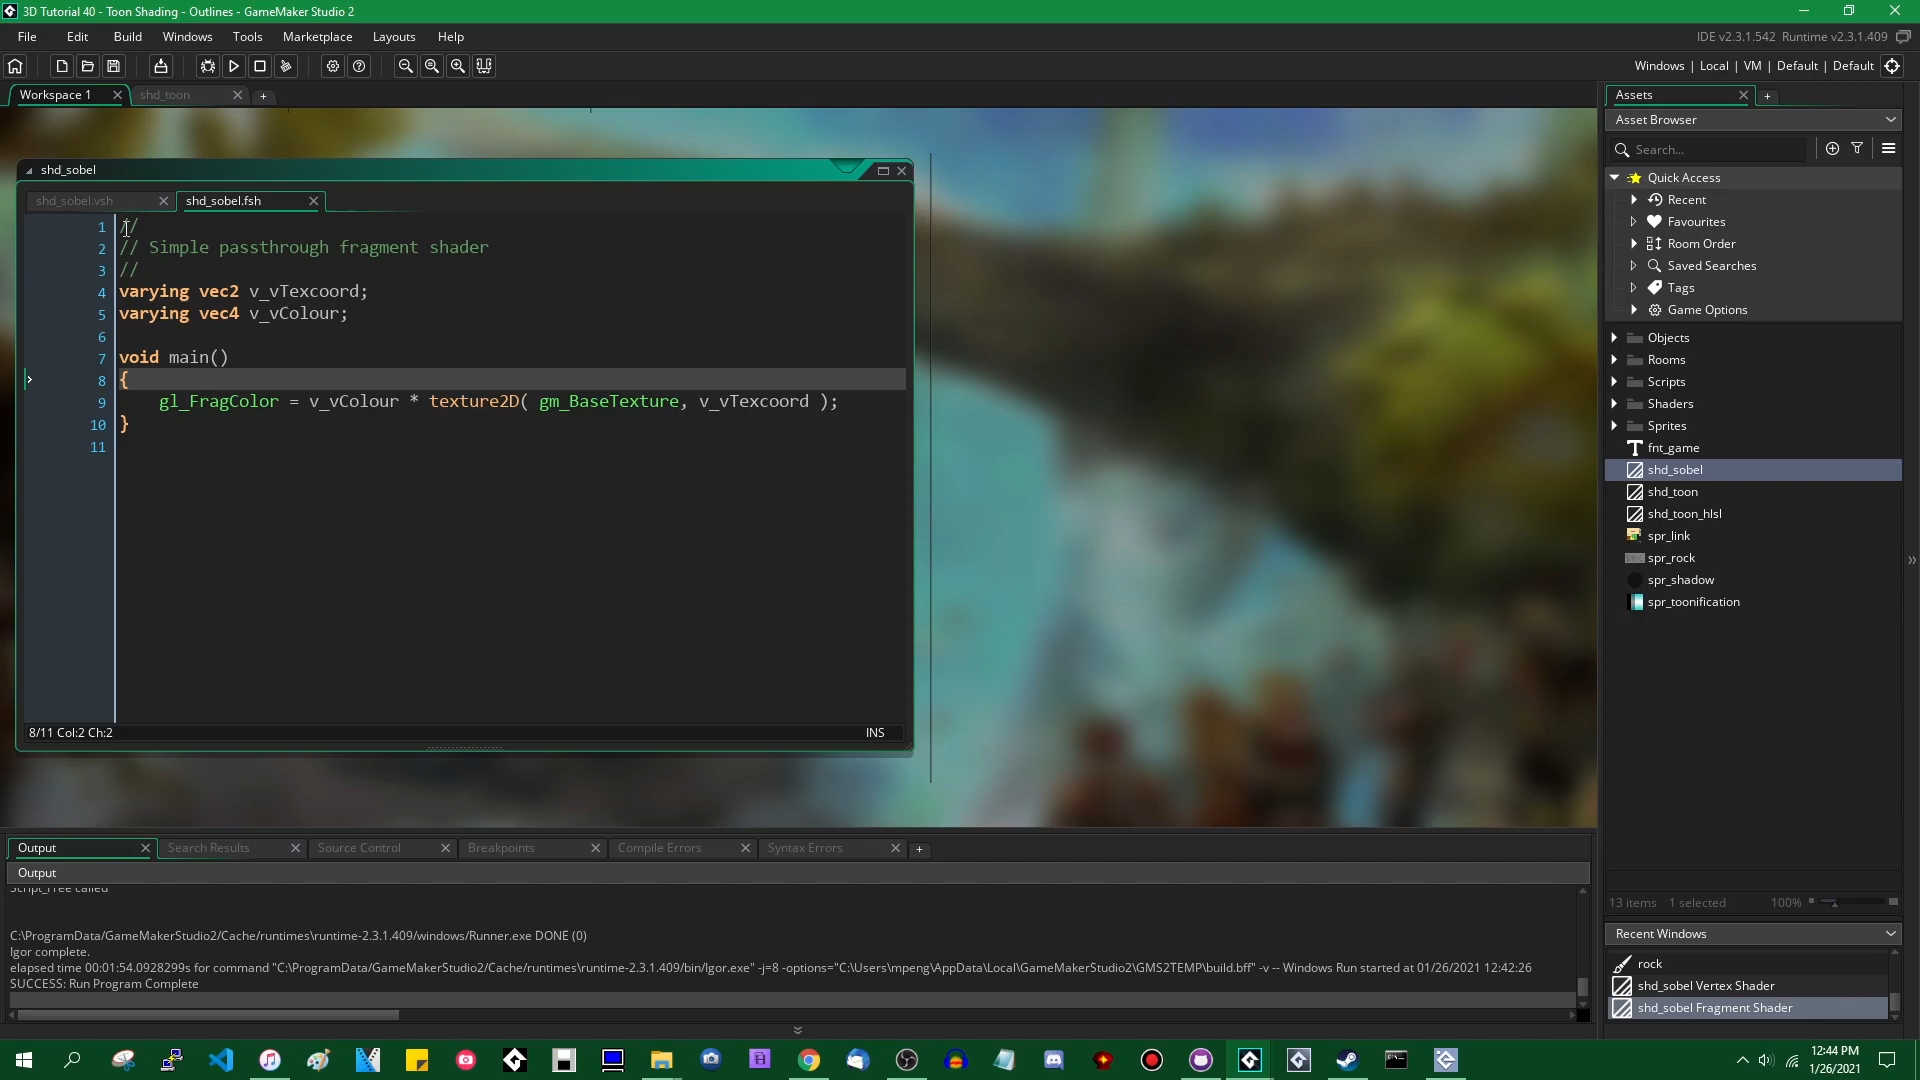 3D Tutorial 40 - Toon Shading - Outlines - GameMaker Studio 2
File Edit Build Windows Tools Marketplace Layouts Help
IDE v2.3.1.542 Runtime v2.3.1.409
Windows | Local | VM | Default | Default
Workspace 1
shd_toon
shd_sobel
shd_sobel.vsh
shd_sobel.fsh
1 //
2 // Simple passthrough fragment shader
3 //
4 varying vec2 v_vTexcoord;
5 varying vec4 v_vColour;
6
7 void main()
8 {
9 gl_FragColor = v_vColour * texture2D( gm_BaseTexture, v_vTexcoord );
10 }
11
8/11 Col:2 Ch:2
INS
Output
Search Results
Source Control
Breakpoints
Compile Errors
Syntax Errors
Output
Script_Free called
C:\ProgramData/GameMakerStudio2/Cache/runtimes\runtime-2.3.1.409/windows/Runner.exe DONE (0)
Igor complete.
elapsed time 00:01:54.0928299s for command "C:\ProgramData/GameMakerStudio2/Cache/runtimes\runtime-2.3.1.409/bin/Igor.exe" -j=8 -options="C:\Users\mpeng\AppData\Local\GameMakerStudio2\GMS2TEMP\build.bff" -v -- Windows Run started at 01/26/2021 12:42:26
SUCCESS: Run Program Complete
Assets
Asset Browser
Search...
Quick Access
Recent
Favourites
Room Order
Saved Searches
Tags
Game Options
Objects
Rooms
Scripts
Shaders
Sprites
fnt_game
shd_sobel
shd_toon
shd_toon_hlsl
spr_link
spr_rock
spr_shadow
spr_toonification
13 items 1 selected 100%
Recent Windows
rock
shd_sobel Vertex Shader
shd_sobel Fragment Shader
12:44 PM
1/26/2021